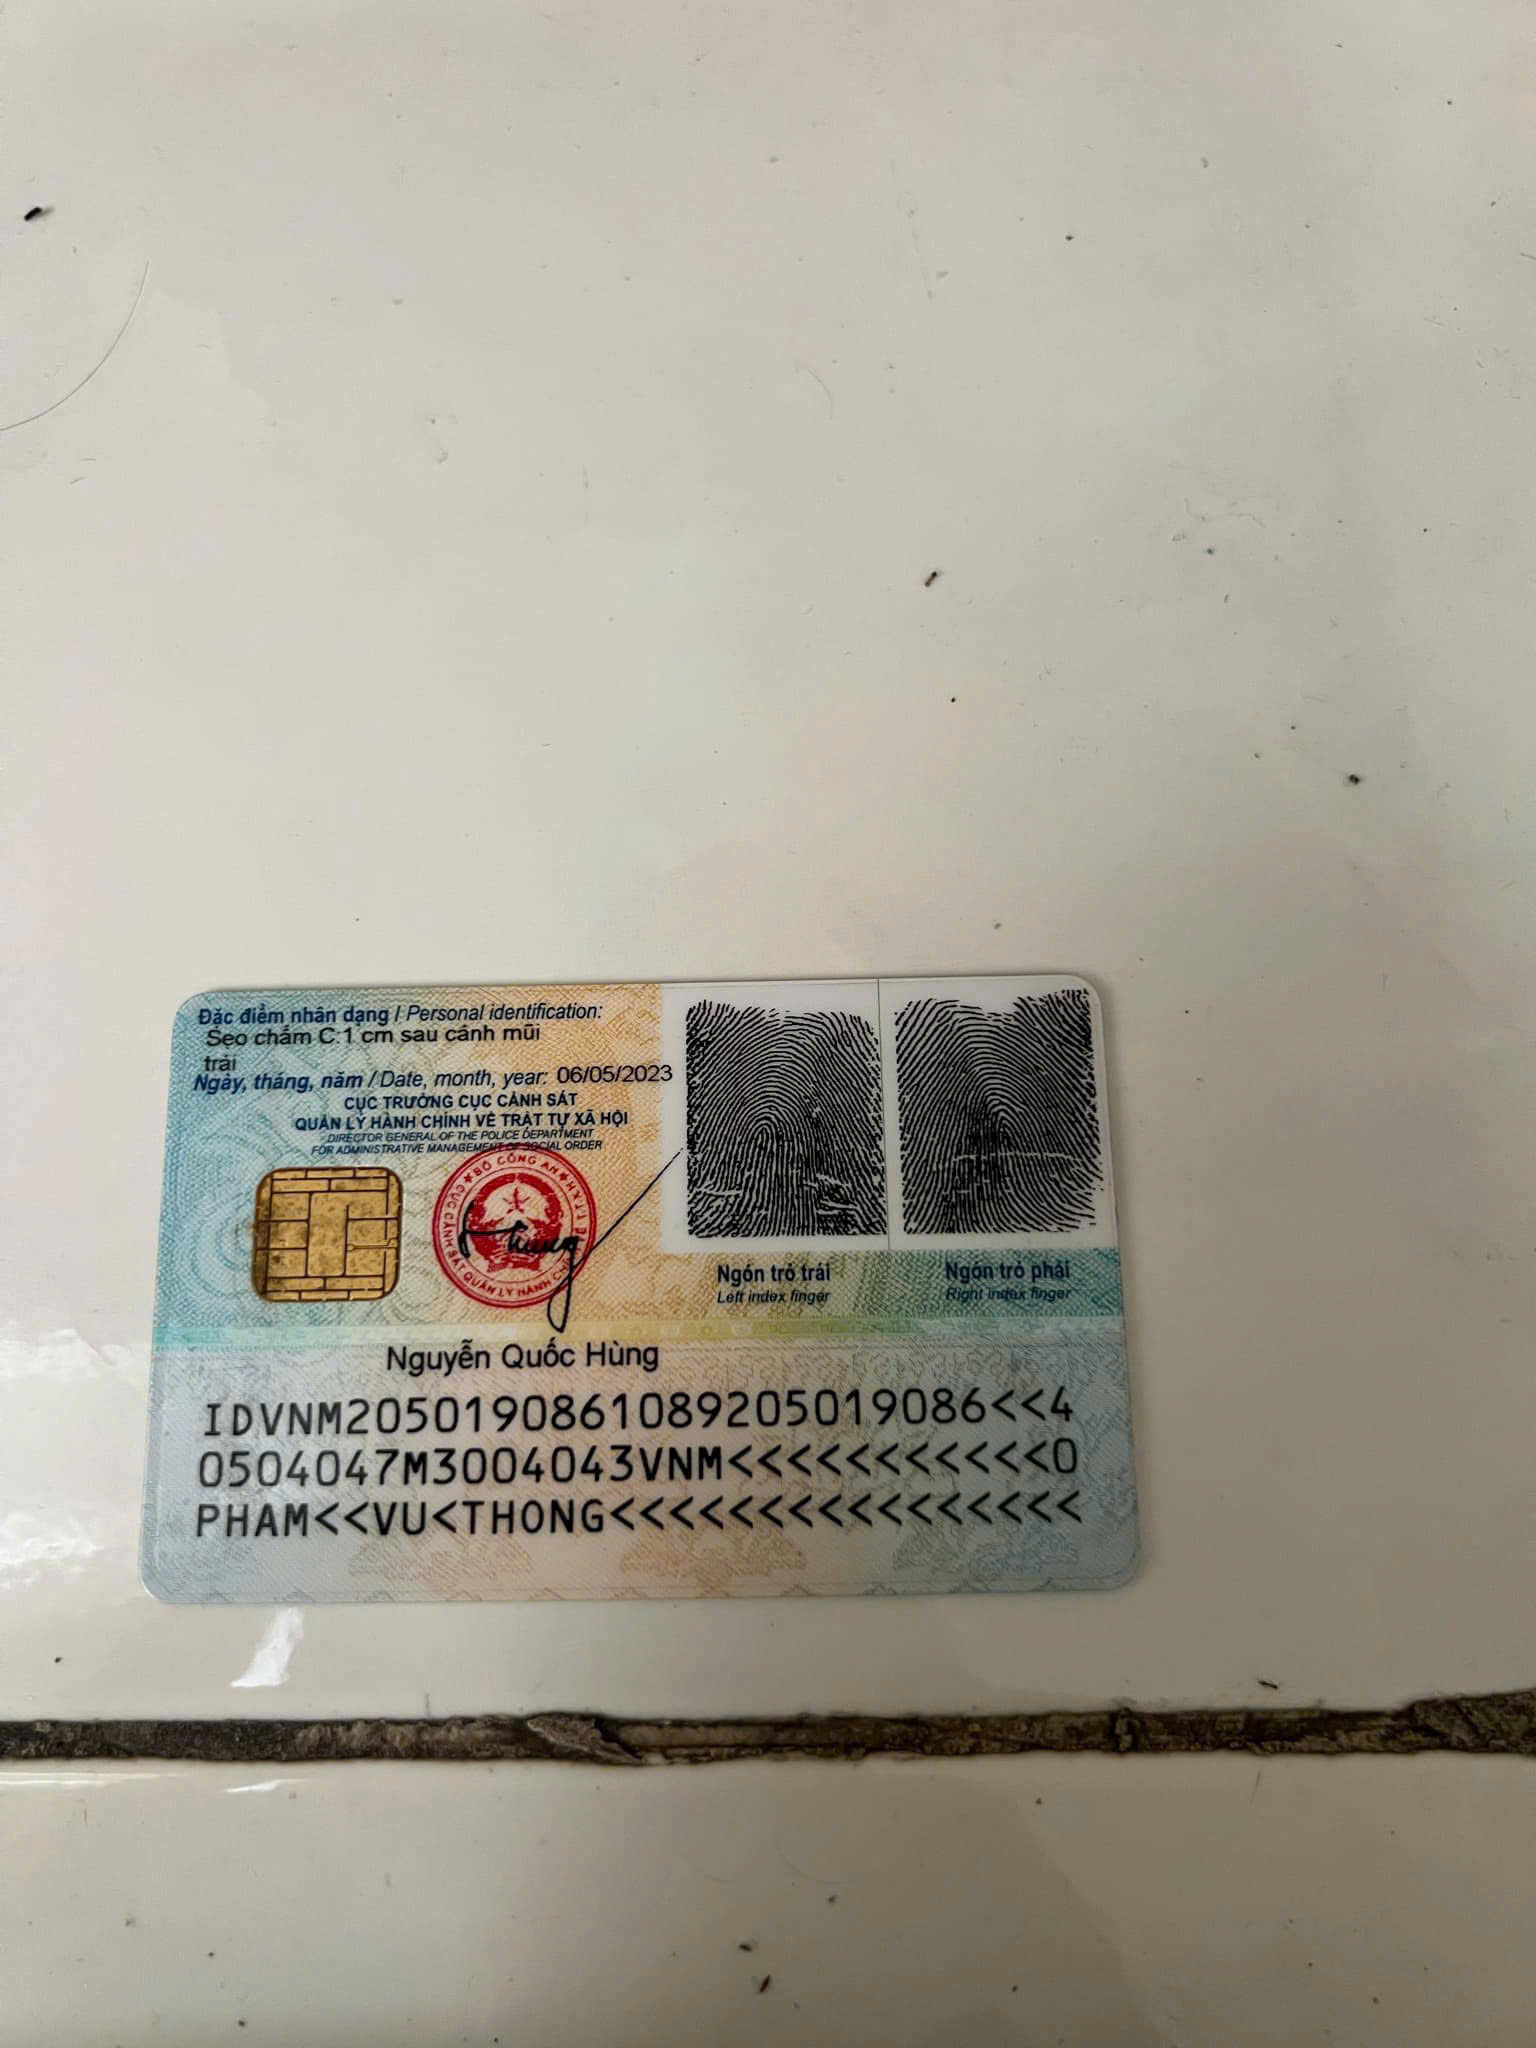 Đặc điểm nhân dạng / Personal identification:
Sẹo chấm C:1 cm sau cánh mũi
trái
Ngày, tháng, năm / Date, month, year: 06/05/2023
CỤC TRƯỞNG CỤC CẢNH SÁT
QUẢN LÝ HÀNH CHÍNH VỀ TRẬT TỰ XÃ HỘI
DIRECTOR GENERAL OF THE POLICE DEPARTMENT
FOR ADMINISTRATIVE MANAGEMENT OF SOCIAL ORDER
BỘ CÔNG AN
CỤC CẢNH SÁT QUẢN LÝ HÀNH CHÍNH
Ngón trỏ trái
Left index finger
Ngón trỏ phải
Right index finger
Nguyễn Quốc Hùng
IDVNM2050190861089205019086<<4
0504047M3004043VNM<<<<<<<<<<<0
PHAM<<VU<THONG<<<<<<<<<<<<<<<<